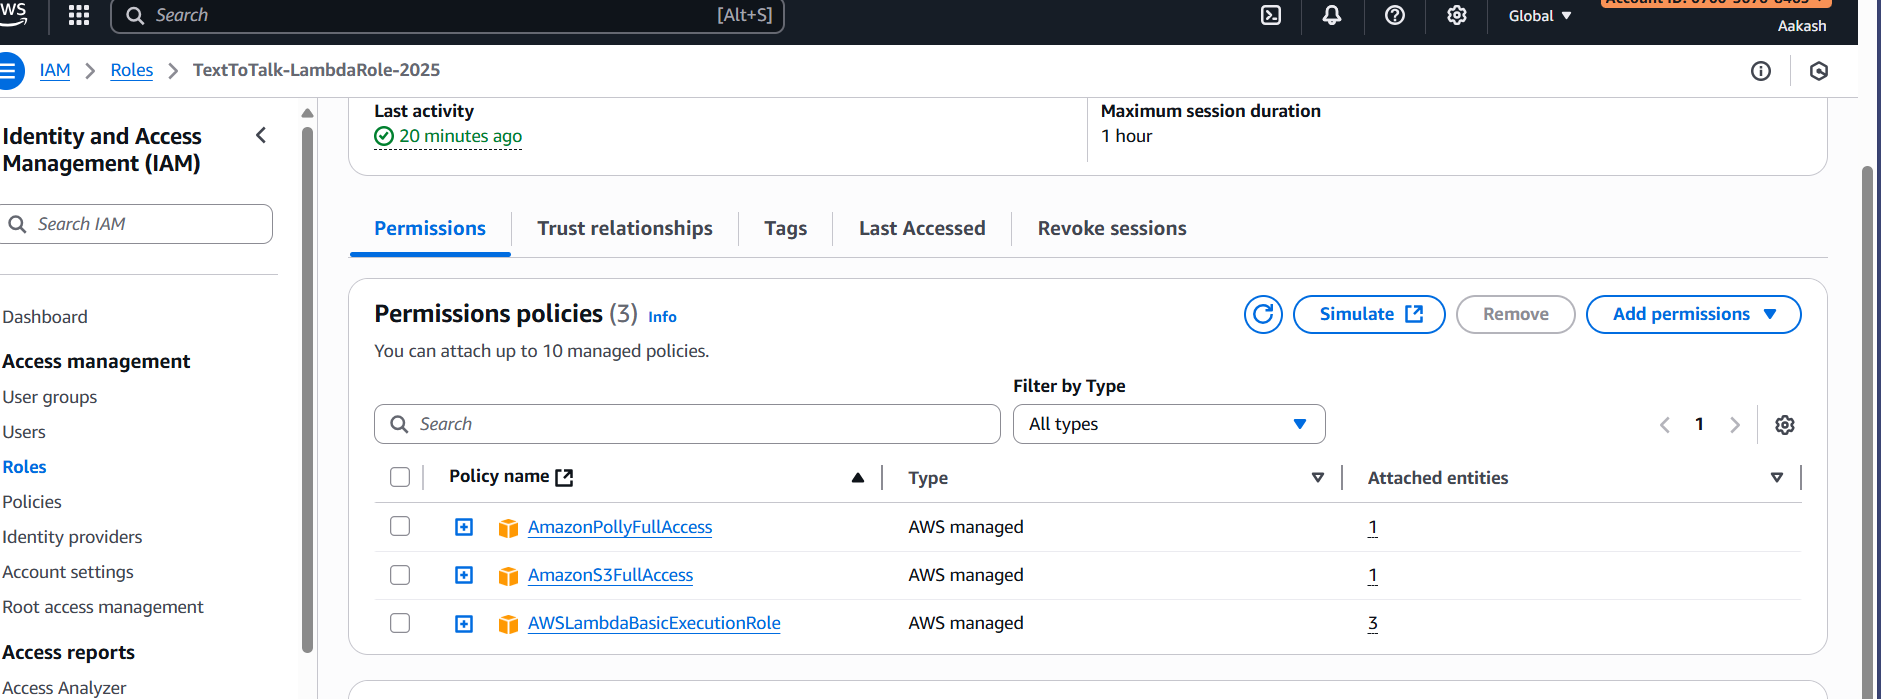 aws
Search [Alt+S] Global Aakash
IAM Roles TextToTalk-LambdaRole-2025
Identity and Access
Management (IAM)
Search IAM
Dashboard
Access management
User groups
Users
Roles
Policies
Identity providers
Account settings
Root access management
Access reports
Access Analyzer
Last activity
20 minutes ago
Maximum session duration
1 hour
Permissions Trust relationships Tags Last Accessed Revoke sessions
Permissions policies (3) Info
Simulate Remove Add permissions
You can attach up to 10 managed policies.
Filter by Type
Search All types 1
Policy name Type Attached entities
AmazonPollyFullAccess AWS managed 1
AmazonS3FullAccess AWS managed 1
AWSLambdaBasicExecutionRole AWS managed 3